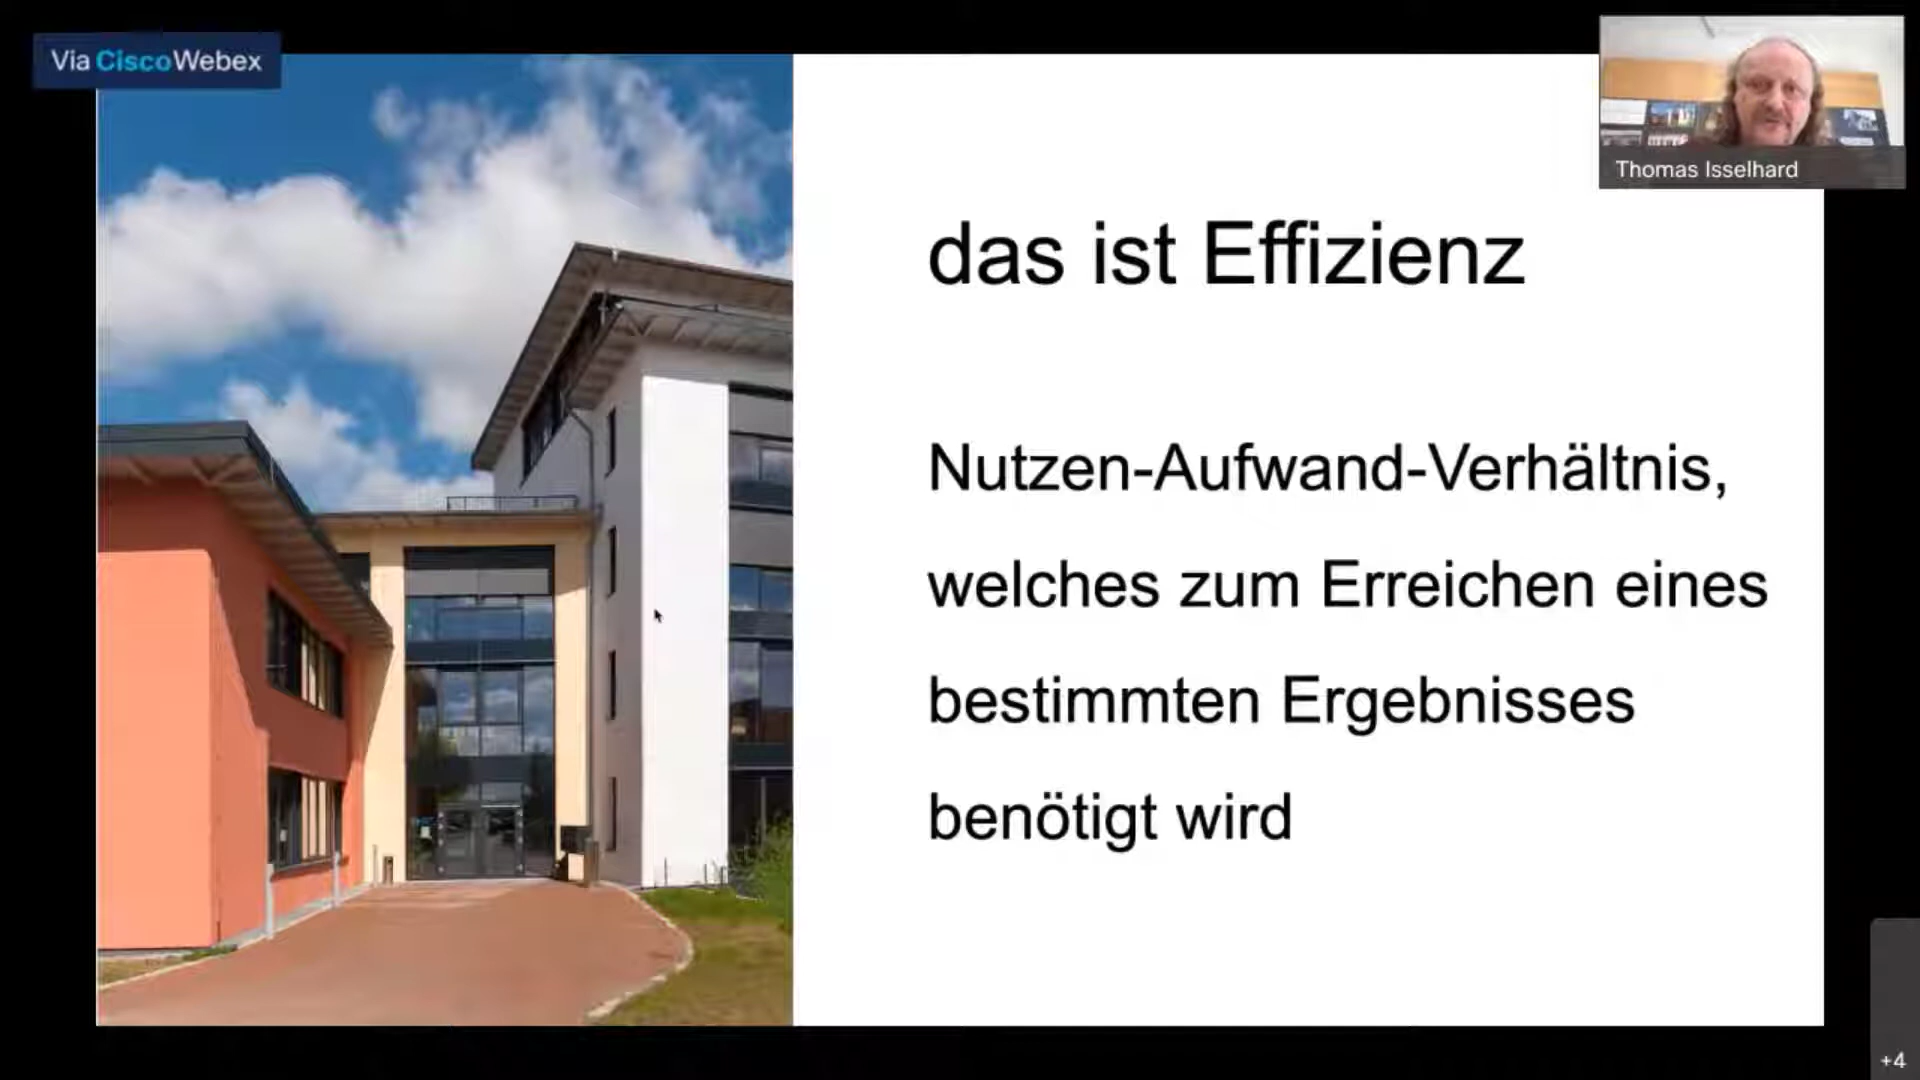 Via CiscoWebex
Thomas Isselhard
das ist Effizienz
Nutzen-Aufwand-Verhältnis,
welches zum Erreichen eines
bestimmten Ergebnisses
benötigt wird
+4